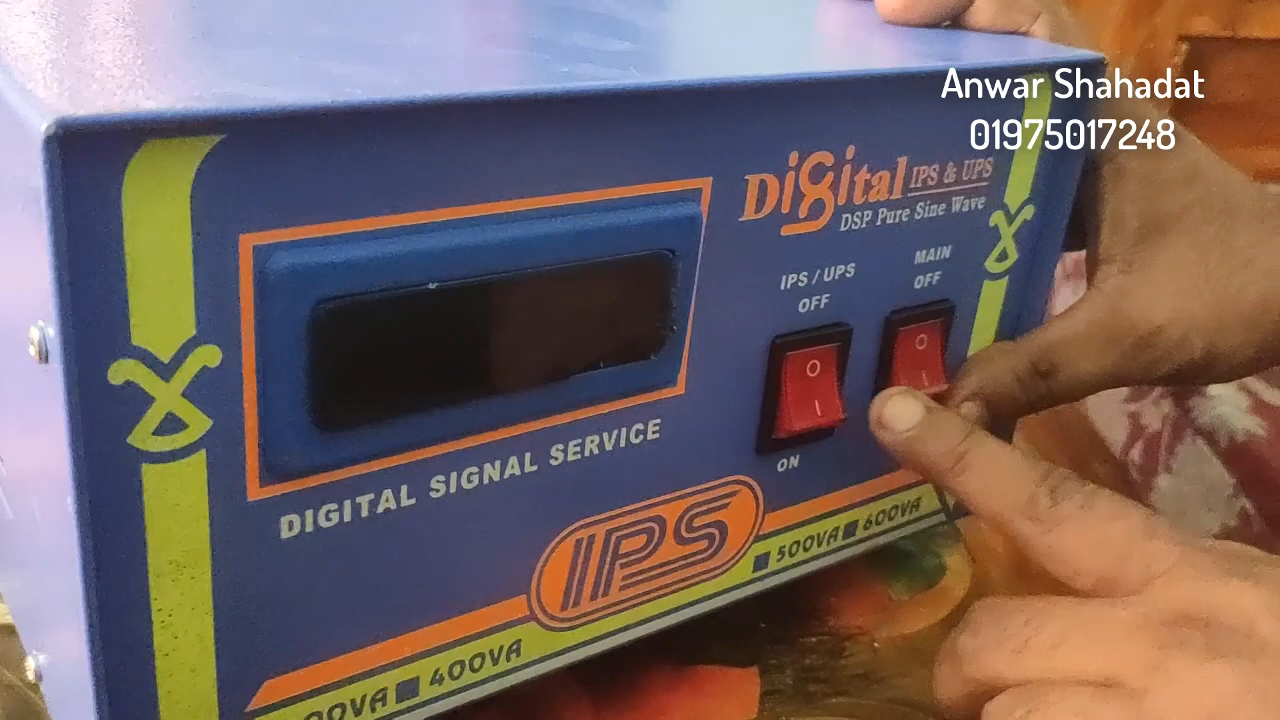 Anwar Shahadat
01975017248
Digital IPS & UPS
DSP Pure Sine Wave
IPS / UPS
OFF
MAIN
OFF
ON
DIGITAL SIGNAL SERVICE
IPS
400VA
500VA
600VA